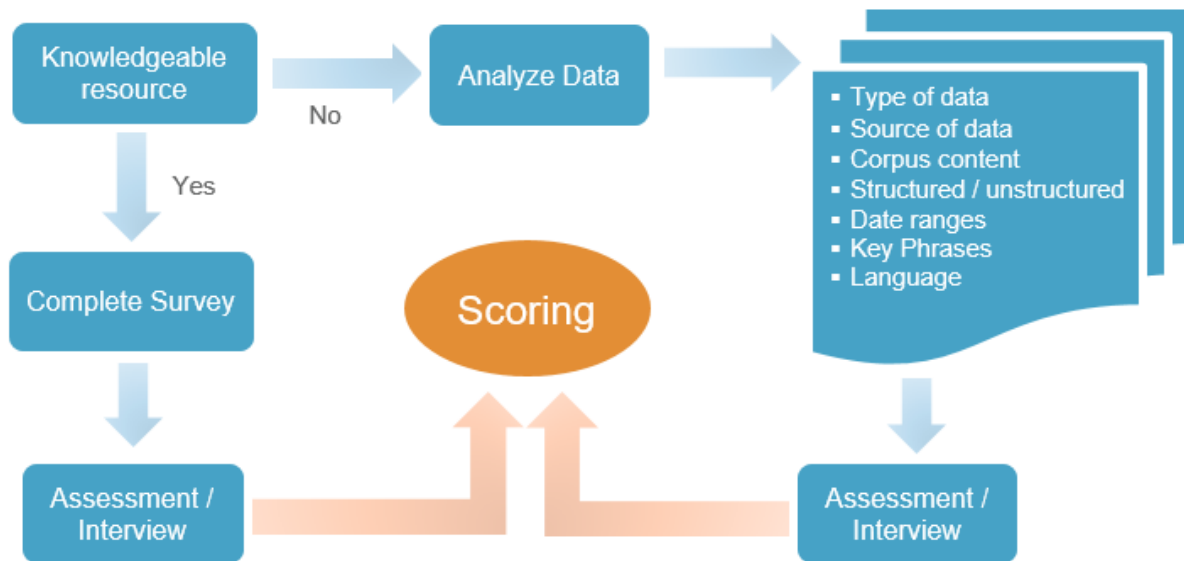 Knowledgeable
resource
No
Analyze Data
▪ Type of data
▪ Source of data
▪ Corpus content
▪ Structured / unstructured
▪ Date ranges
▪ Key Phrases
▪ Language
Yes
Complete Survey
Scoring
Assessment /
Interview
Assessment /
Interview